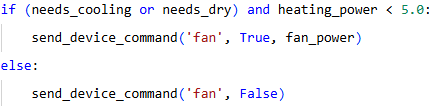 if (needs_cooling or needs_dry) and heating_power < 5.0:
    send_device_command('fan', True, fan_power)
else:
    send_device_command('fan', False)